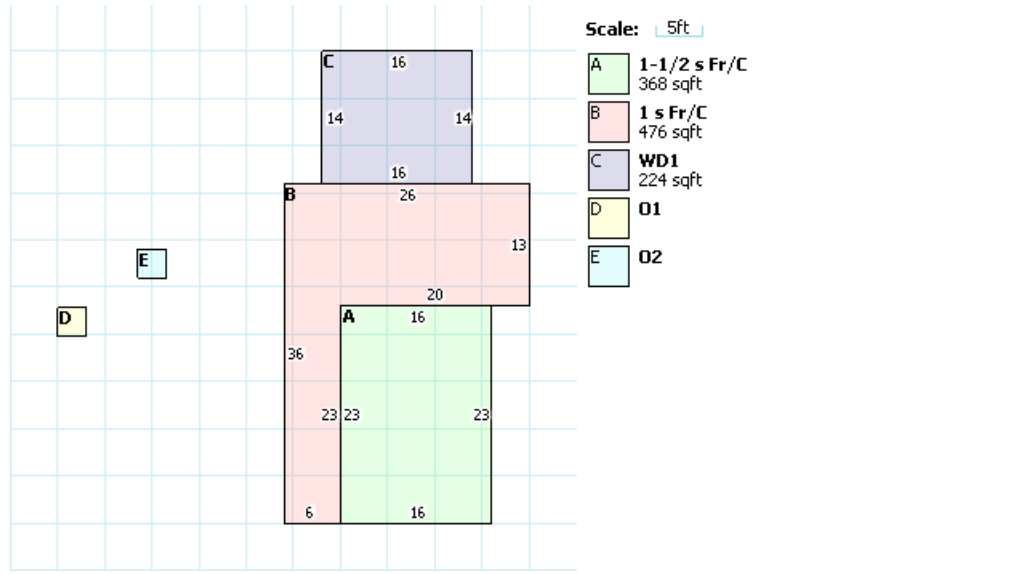 Scale: 5ft
A 1-1/2 s Fr/C
368 sqft
B 1 s Fr/C
476 sqft
C WD1
224 sqft
D O1
E O2
C 16
14 14
16
B 26
13
E
20
D A 16
36
23 23 23
6 16